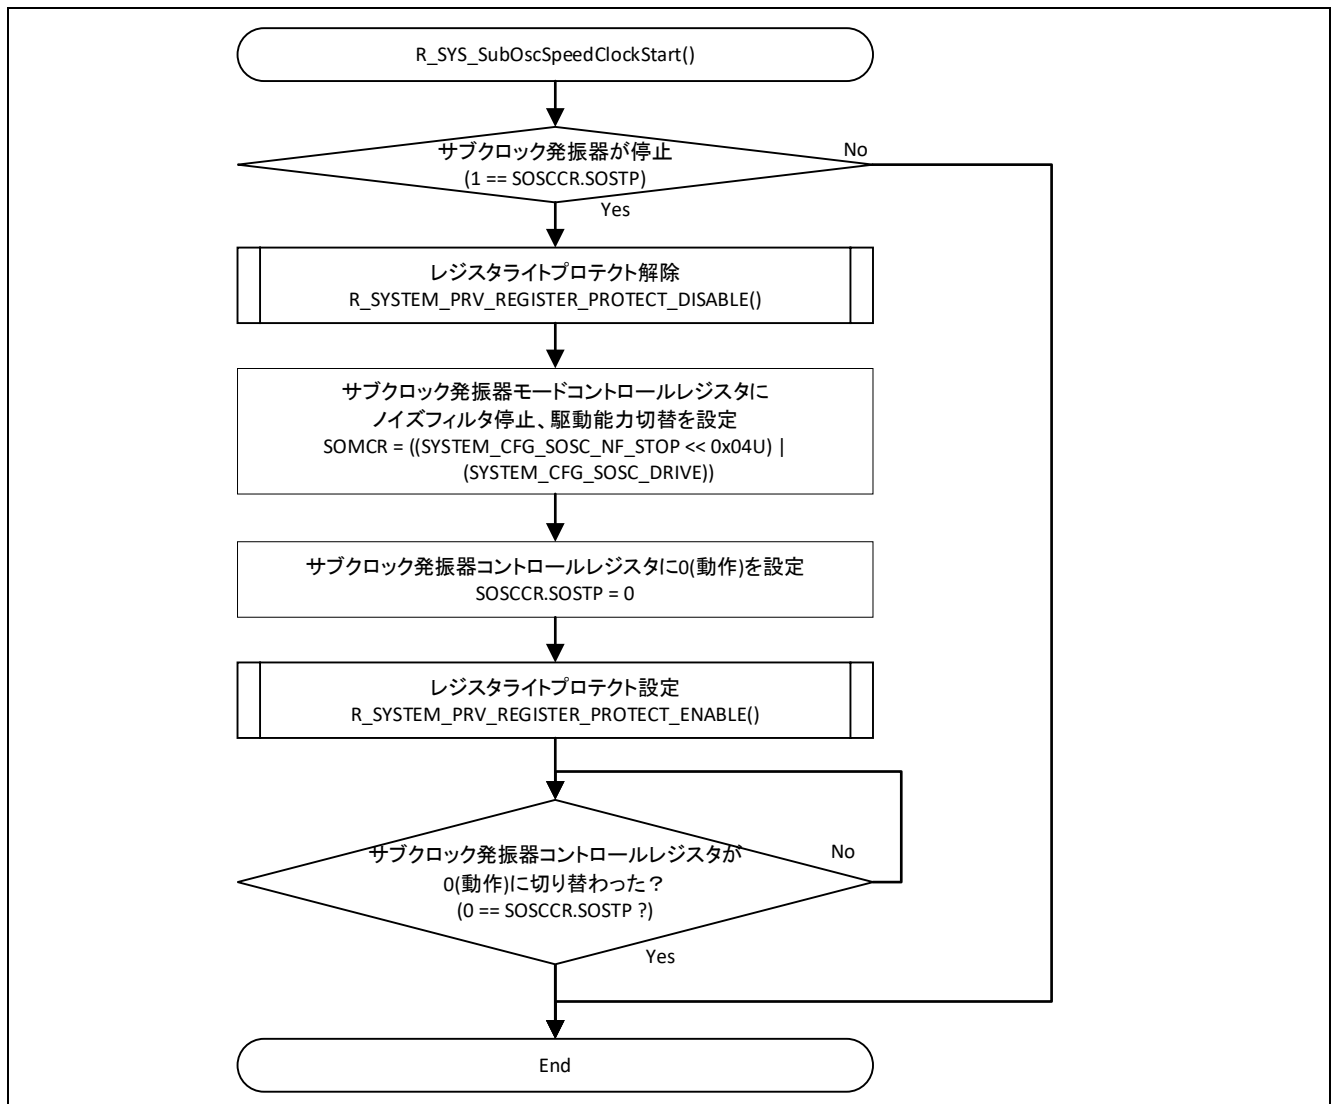 R_SYS_SubOscSpeedClockStart()
サブクロック発振器が停止
(1 == SOSCCR.SOSTP)
No
Yes
レジスタライトプロテクト解除
R_SYSTEM_PRV_REGISTER_PROTECT_DISABLE()
サブクロック発振器モードコントロールレジスタに
ノイズフィルタ停止、駆動能力切替を設定
SOMCR = ((SYSTEM_CFG_SOSC_NF_STOP << 0x04U) |
(SYSTEM_CFG_SOSC_DRIVE))
サブクロック発振器コントロールレジスタに0(動作)を設定
SOSCCR.SOSTP = 0
レジスタライトプロテクト設定
R_SYSTEM_PRV_REGISTER_PROTECT_ENABLE()
サブクロック発振器コントロールレジスタが
No
0(動作)に切り替わった？
(0 == SOSCCR.SOSTP ?)
Yes
End